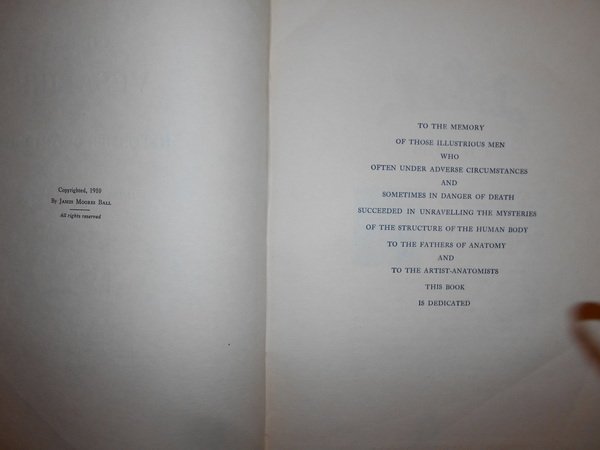 Copyrighted, 1910
By James Moores Ball
All rights reserved
TO THE MEMORY
OF THOSE ILLUSTRIOUS MEN
WHO
OFTEN UNDER ADVERSE CIRCUMSTANCES
AND
SOMETIMES IN DANGER OF DEATH
SUCCEEDED IN UNRAVELLING THE MYSTERIES
OF THE STRUCTURE OF THE HUMAN BODY
TO THE FATHERS OF ANATOMY
AND
TO THE ARTIST-ANATOMISTS
THIS BOOK
IS DEDICATED